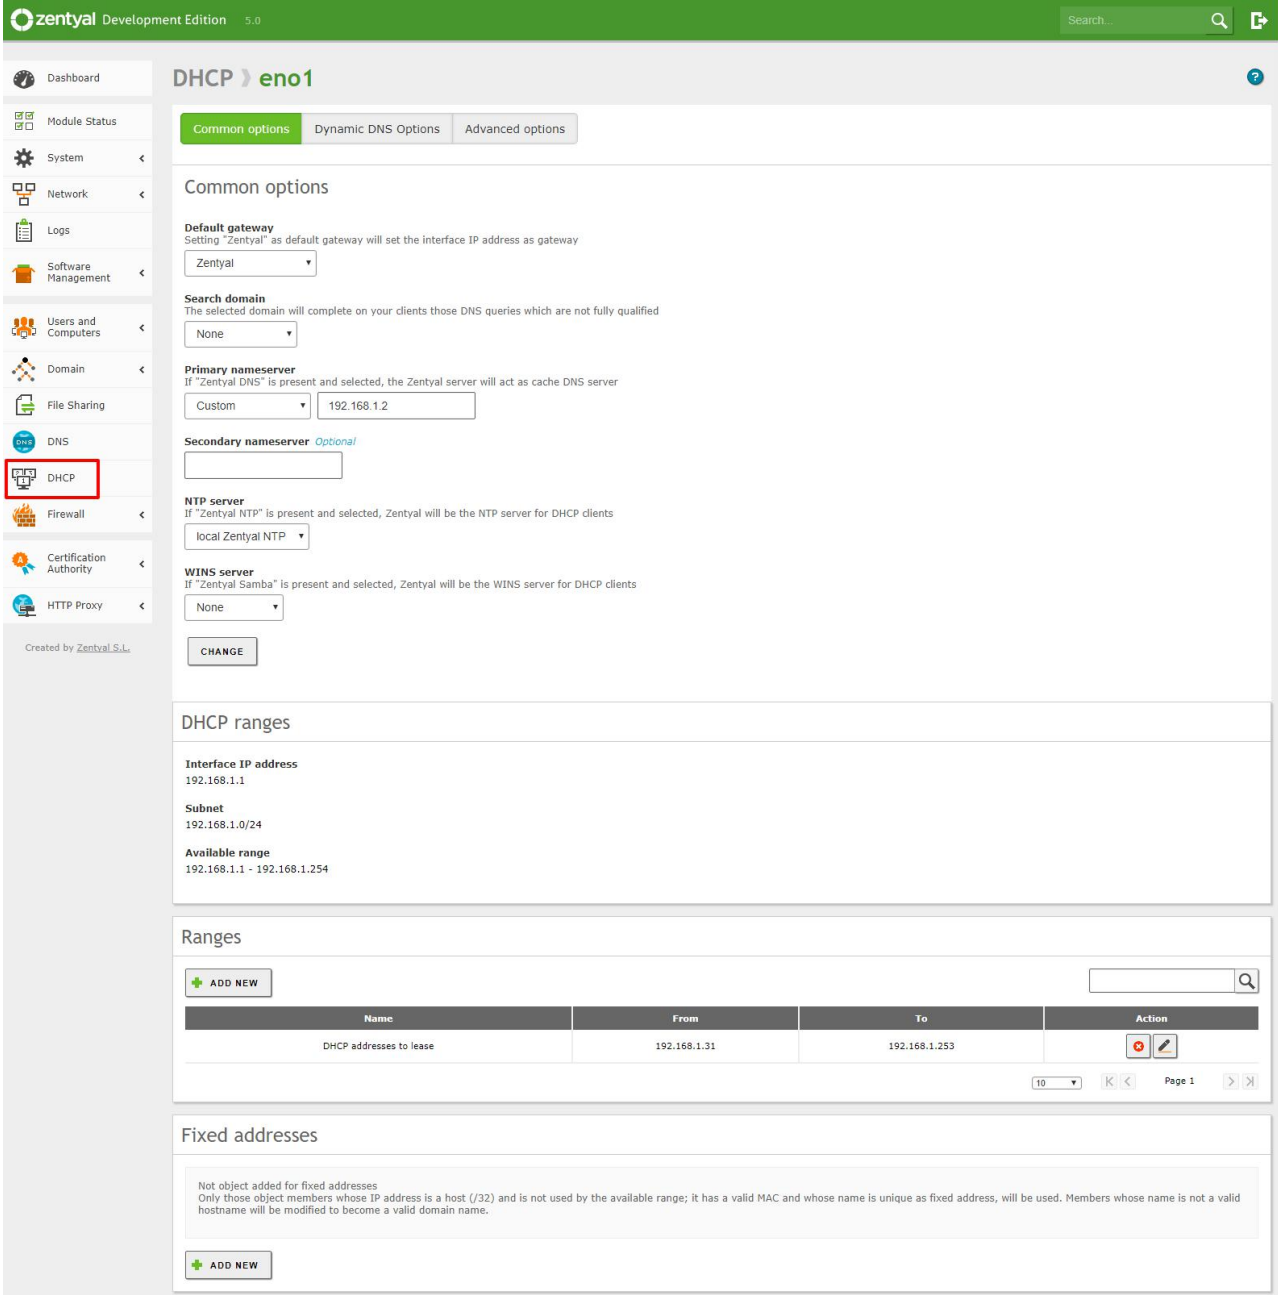 zentyal Development Edition 5.0
Search...
Dashboard
Module Status
System
Network
Logs
Software
Management
Users and
Computers
Domain
File Sharing
DNS
DNS
DHCP
Firewall
Certification
Authority
HTTP Proxy
Created by Zentyal S.L.
DHCP eno1
Common options
Dynamic DNS Options
Advanced options
Common options
Default gateway
Setting "Zentyal" as default gateway will set the interface IP address as gateway
Zentyal
Search domain
The selected domain will complete on your clients those DNS queries which are not fully qualified
None
Primary nameserver
If "Zentyal DNS" is present and selected, the Zentyal server will act as cache DNS server
Custom 192.168.1.2
Secondary nameserver Optional
NTP server
If "Zentyal NTP" is present and selected, Zentyal will be the NTP server for DHCP clients
local Zentyal NTP
WINS server
If "Zentyal Samba" is present and selected, Zentyal will be the WINS server for DHCP clients
None
CHANGE
DHCP ranges
Interface IP address
192.168.1.1
Subnet
192.168.1.0/24
Available range
192.168.1.1 - 192.168.1.254
Ranges
ADD NEW
Name From To Action
DHCP addresses to lease 192.168.1.31 192.168.1.253
10 Page 1
Fixed addresses
Not object added for fixed addresses
Only those object members whose IP address is a host (/32) and is not used by the available range; it has a valid MAC and whose name is unique as fixed address, will be used. Members whose name is not a valid
hostname will be modified to become a valid domain name.
ADD NEW